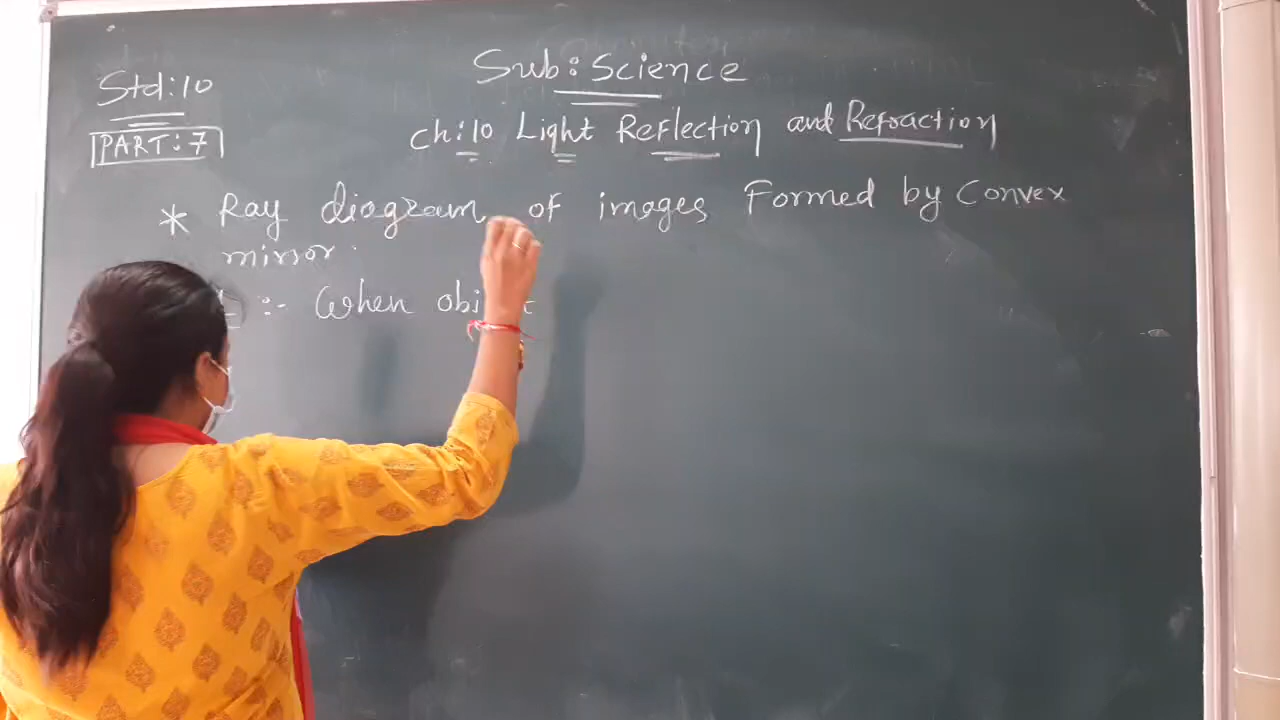 Sub: Science
Std:10
PART: 7
Ch:10 Light Reflection and Refraction
* Ray diagram of images Formed by Convex
mirror
:- When